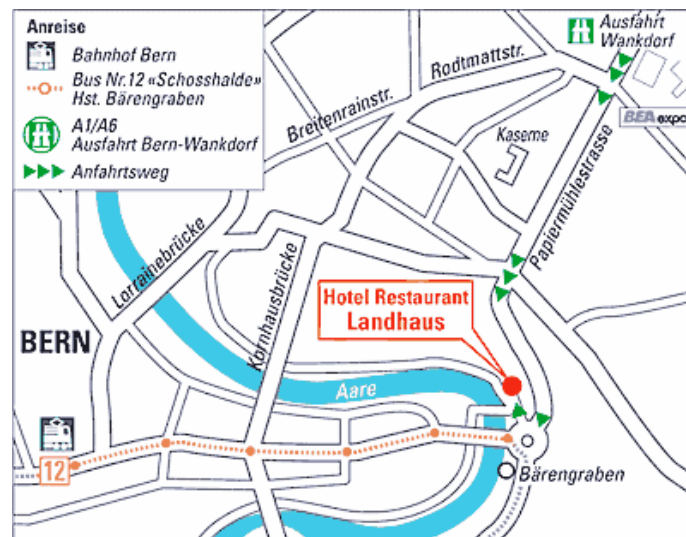 Anreise
Bahnhof Bern
Bus Nr.12 «Schosshalde»
Hst. Bärengraben
A1/A6
Ausfahrt Bern-Wankdorf
Anfahrtsweg
Ausfahrt
Wankdorf
Rodtmattstr.
Breitenrainstr.
Kaserne
BEA expo
Papiermühlestrasse
Lorrainebrücke
Kornhausbrücke
Hotel Restaurant
Landhaus
BERN
Aare
12
Bärengraben